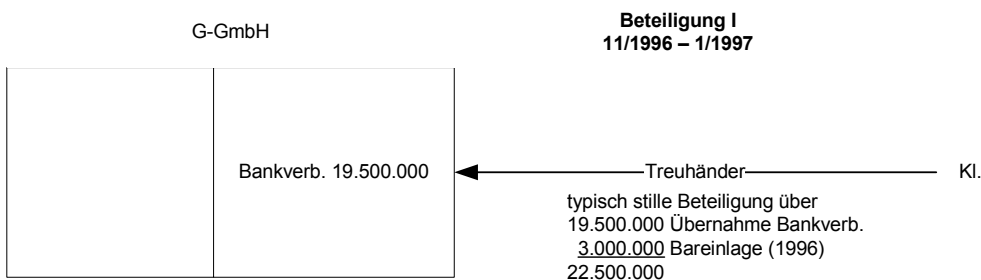 G-GmbH
Beteiligung I
11/1996 – 1/1997
Bankverb. 19.500.000
Treuhänder
Kl.
typisch stille Beteiligung über
19.500.000 Übernahme Bankverb.
3.000.000 Bareinlage (1996)
22.500.000